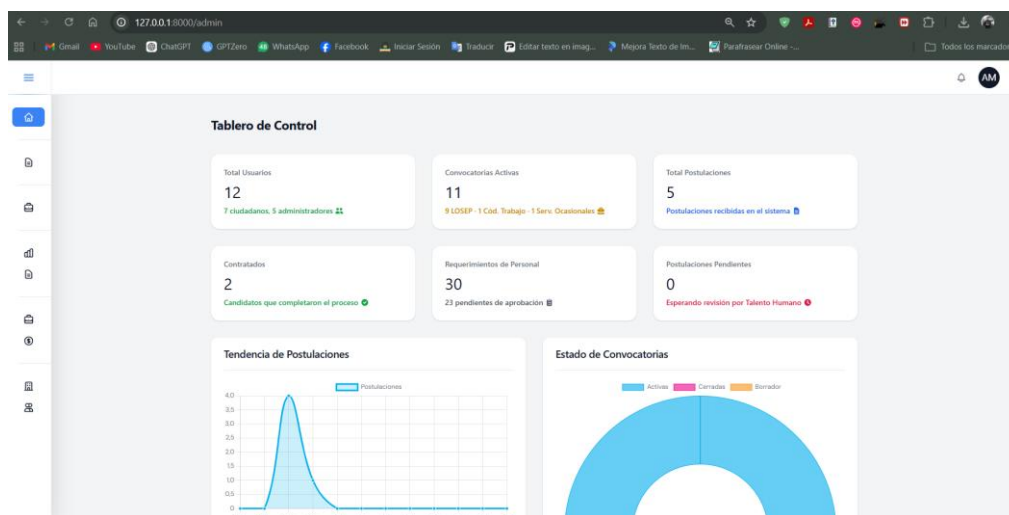 127.0.0.1:8000/admin
Gmail YouTube ChatGPT GPTZero WhatsApp Facebook Iniciar Sesión Traducir Editar texto en imag... Mejora Texto de Im... Parafrasear Online -... Todos los marcador
AM
Tablero de Control
Total Usuarios
12
7 ciudadanos, 5 administradores
Convocatorias Activas
11
9 LOSEP · 1 Cód. Trabajo · 1 Serv. Ocasionales
Total Postulaciones
5
Postulaciones recibidas en el sistema
Contratados
2
Candidatos que completaron el proceso
Requerimientos de Personal
30
23 pendientes de aprobación
Postulaciones Pendientes
0
Esperando revisión por Talento Humano
Tendencia de Postulaciones
Postulaciones
4,0
3,5
3,0
2,5
2,0
1,5
1,0
0,5
0
Estado de Convocatorias
Activas Cerradas Borrador